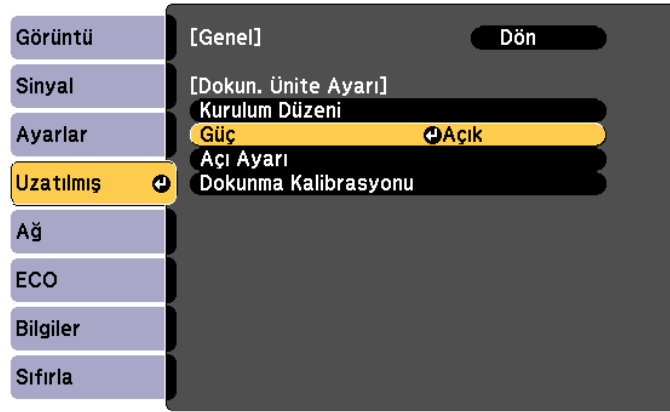 Görüntü
Sinyal
Ayarlar
Uzatılmış
Ağ
ECO
Bilgiler
Sıfırla
[Genel] Dön
[Dokun. Ünite Ayarı]
Kurulum Düzeni
Güç Açık
Açı Ayarı
Dokunma Kalibrasyonu